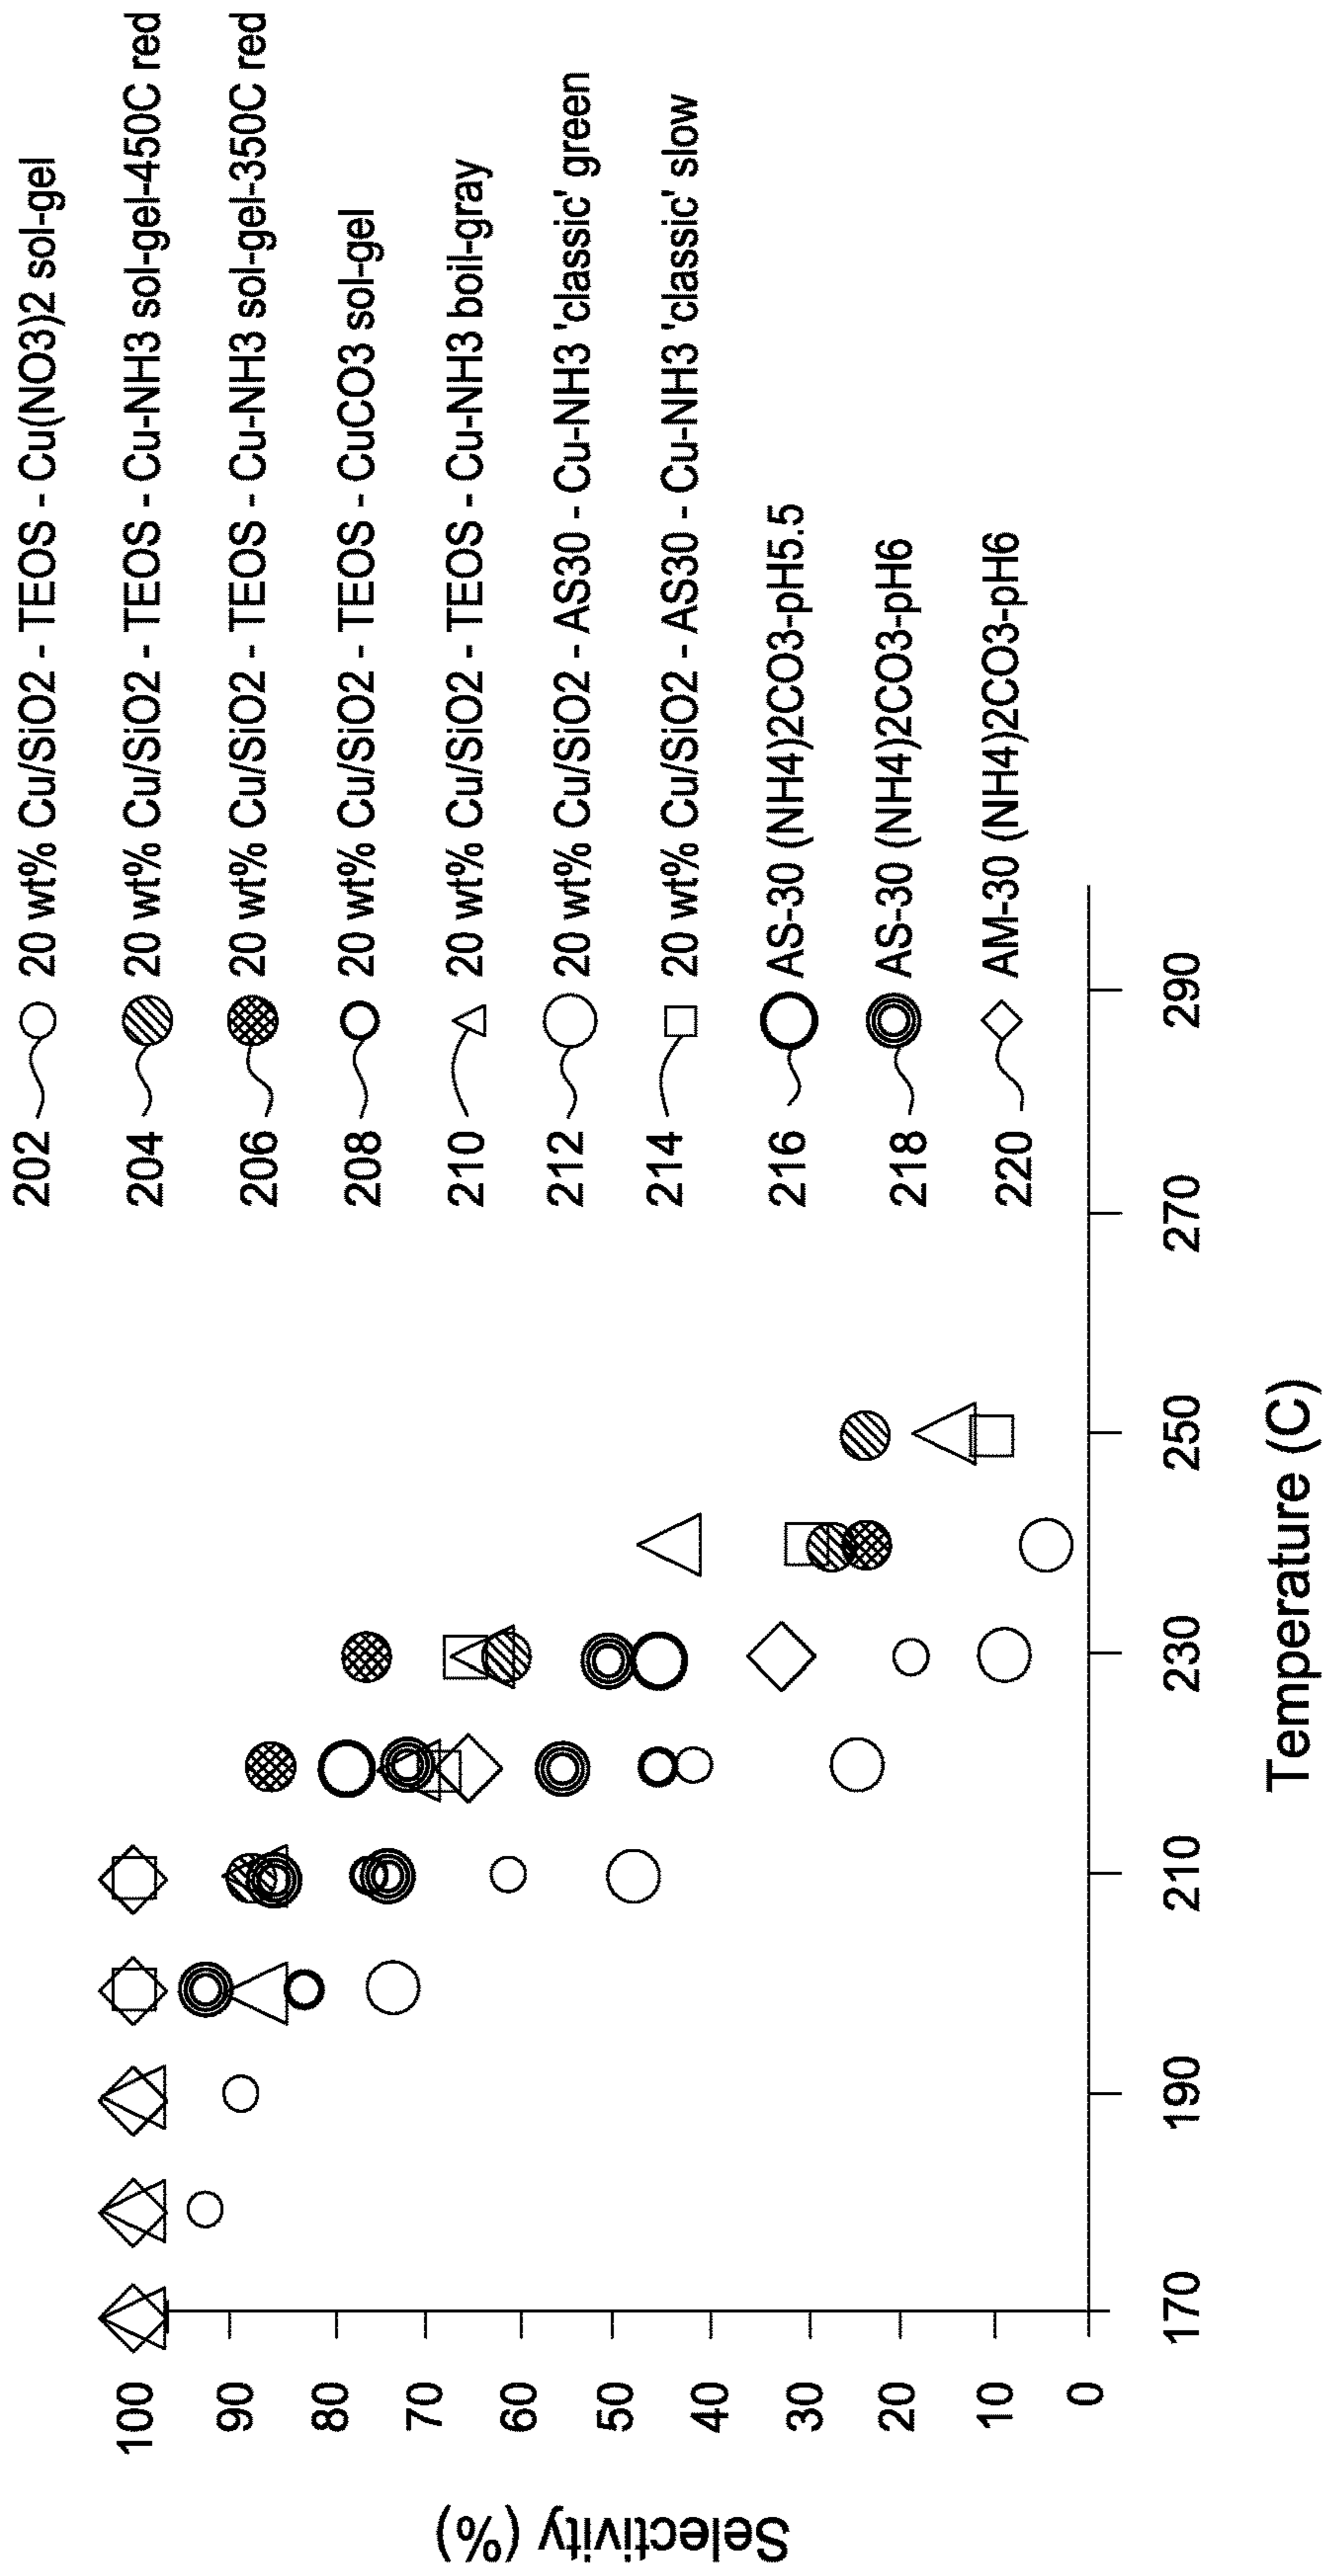 202 20 wt% Cu/SiO2 - TEOS - Cu(NO3)2 sol-gel
204 20 wt% Cu/SiO2 - TEOS - Cu-NH3 sol-gel-450C red
206 20 wt% Cu/SiO2 - TEOS - Cu-NH3 sol-gel-350C red
208 20 wt% Cu/SiO2 - TEOS - CuCO3 sol-gel
210 20 wt% Cu/SiO2 - TEOS - Cu-NH3 boil-gray
212 20 wt% Cu/SiO2 - AS30 - Cu-NH3 'classic' green
214 20 wt% Cu/SiO2 - AS30 - Cu-NH3 'classic' slow
216 AS-30 (NH4)2CO3-pH5.5
218 AS-30 (NH4)2CO3-pH6
220 AM-30 (NH4)2CO3-pH6
Selectivity (%)
100
90
80
70
60
50
40
30
20
10
0
170 190 210 230 250 270 290
Temperature (C)